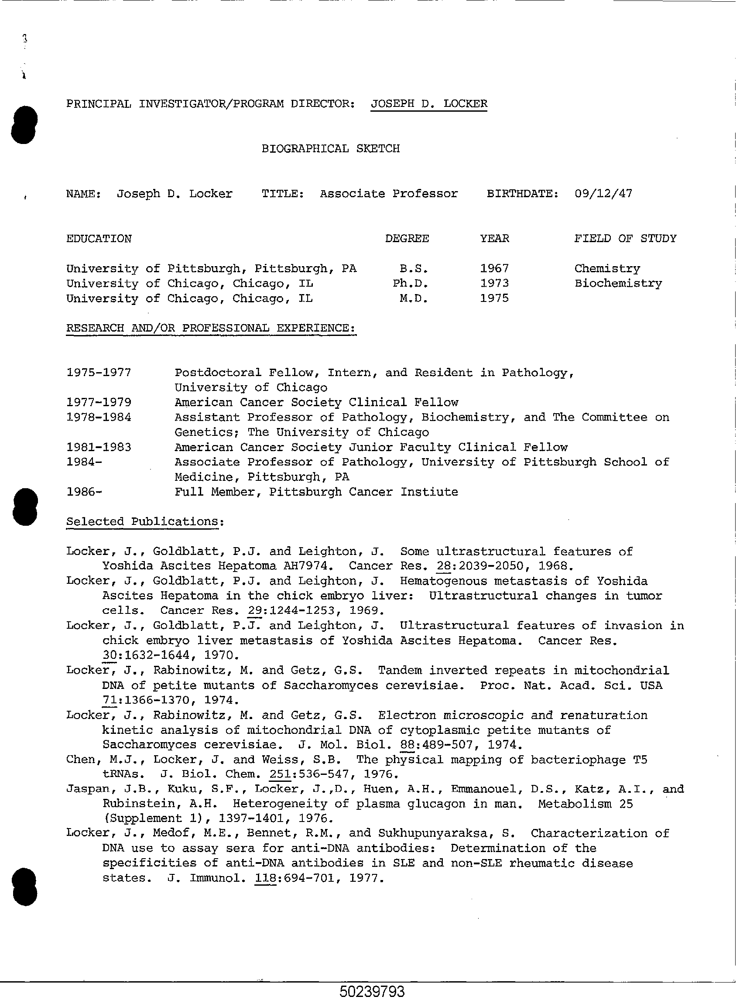 PRINCIPAL INVESTIGATOR/PROGRAM DIRECTOR: JOSEPH D. LOCKER
BIOGRAPHICAL SKETCH
NAME: Joseph D. Locker TITLE: Associate Professor BIRTHDATE: 09/12/47
EDUCATION DEGREE YEAR FIELD OF STUDY
University of Pittsburgh, Pittsburgh, PA B.S. 1967 Chemistry
University of Chicago, Chicago, IL Ph.D. 1973 Biochemistry
University of Chicago, Chicago, IL M.D. 1975
RESEARCH AND/OR PROFESSIONAL EXPERIENCE:
1975-1977 Postdoctoral Fellow, Intern, and Resident in Pathology,
University of Chicago
1977-1979 American Cancer Society Clinical Fellow
1978-1984 Assistant Professor of Pathology, Biochemistry, and The Committee on
Genetics; The University of Chicago
1981-1983 American Cancer Society Junior Faculty Clinical Fellow
1984- Associate Professor of Pathology, University of Pittsburgh School of
Medicine, Pittsburgh, PA
1986- Full Member, Pittsburgh Cancer Instiute
Selected Publications:
Locker, J., Goldblatt, P.J. and Leighton, J. Some ultrastructural features of
Yoshida Ascites Hepatoma AH7974. Cancer Res. 28:2039-2050, 1968.
Locker, J., Goldblatt, P.J. and Leighton, J. Hematogenous metastasis of Yoshida
Ascites Hepatoma in the chick embryo liver: Ultrastructural changes in tumor
cells. Cancer Res. 29:1244-1253, 1969.
Locker, J., Goldblatt, P.J. and Leighton, J. Ultrastructural features of invasion in
chick embryo liver metastasis of Yoshida Ascites Hepatoma. Cancer Res.
30:1632-1644, 1970.
Locker, J., Rabinowitz, M. and Getz, G.S. Tandem inverted repeats in mitochondrial
DNA of petite mutants of Saccharomyces cerevisiae. Proc. Nat. Acad. Sci. USA
71:1366-1370, 1974.
Locker, J., Rabinowitz, M. and Getz, G.S. Electron microscopic and renaturation
kinetic analysis of mitochondrial DNA of cytoplasmic petite mutants of
Saccharomyces cerevisiae. J. Mol. Biol. 88:489-507, 1974.
Chen, M.J., Locker, J. and Weiss, S.B. The physical mapping of bacteriophage T5
tRNAs. J. Biol. Chem. 251:536-547, 1976.
Jaspan, J.B., Kuku, S.F., Locker, J.,D., Huen, A.H., Emmanouel, D.S., Katz, A.I., and
Rubinstein, A.H. Heterogeneity of plasma glucagon in man. Metabolism 25
(Supplement 1), 1397-1401, 1976.
Locker, J., Medof, M.E., Bennet, R.M., and Sukhupunyaraksa, S. Characterization of
DNA use to assay sera for anti-DNA antibodies: Determination of the
specificities of anti-DNA antibodies in SLE and non-SLE rheumatic disease
states. J. Immunol. 118:694-701, 1977.
50239793